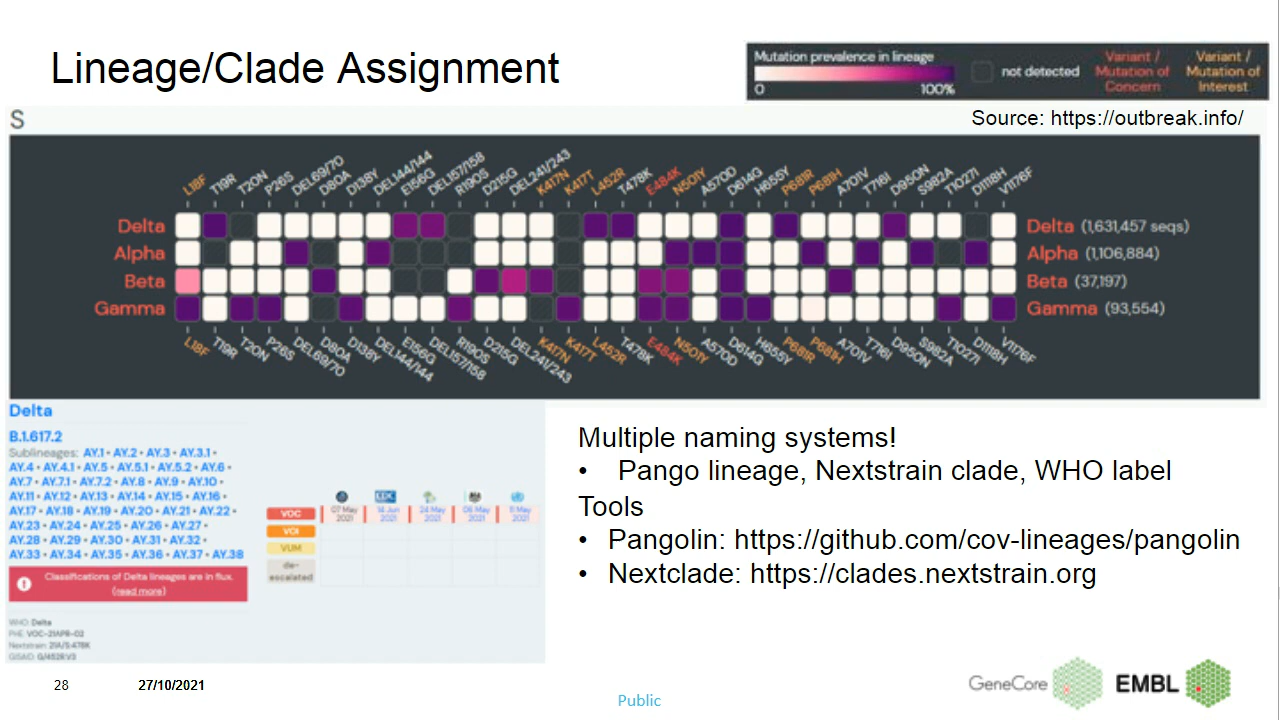 Lineage/Clade Assignment
Mutation prevalence in lineage
0
100%
not detected
Variant /
Mutation of
Concern
Variant /
Mutation of
Interest
S
Source: https://outbreak.info/
L18F T19R T20N P26S DEL69/70 D80A D138Y DEL144/144 E156G DEL157/158 R190S D215G DEL241/243 K417N K417T L452R T478K E484K N501Y A570D D614G H655Y P681R P681H A701V T716I D950N S982A T1027I D1118H V1176F
Delta
Delta (1,631,457 seqs)
Alpha
Alpha (1,106,884)
Beta
Beta (37,197)
Gamma
Gamma (93,554)
L18F T19R T20N P26S DEL69/70 D80A D138Y DEL144/144 E156G DEL157/158 R190S D215G DEL241/243 K417N K417T L452R T478K E484K N501Y A570D D614G H655Y P681R P681H A701V T716I D950N S982A T1027I D1118H V1176F
Delta
B.1.617.2
Sublineages: AY.1 • AY.2 • AY.3 • AY.3.1 •
AY.4 • AY.4.1 • AY.5 • AY.5.1 • AY.5.2 • AY.6 •
AY.7 • AY.7.1 • AY.7.2 • AY.8 • AY.9 • AY.10 •
AY.11 • AY.12 • AY.13 • AY.14 • AY.15 • AY.16 •
AY.17 • AY.18 • AY.19 • AY.20 • AY.21 • AY.22 •
AY.23 • AY.24 • AY.25 • AY.26 • AY.27 •
AY.28 • AY.29 • AY.30 • AY.31 • AY.32 •
AY.33 • AY.34 • AY.35 • AY.36 • AY.37 • AY.38
Classifications of Delta lineages are in flux.
(read more)
WHO: Delta
PHE: VOC-21APR-02
Nextstrain: 21A/S:478K
GISAID: G/452R.V3
CDC
VOC
07 May
2021
14 Jun
2021
24 May
2021
06 May
2021
11 May
2021
VOI
VUM
de-
escalated
Multiple naming systems!
• Pango lineage, Nextstrain clade, WHO label
Tools
• Pangolin: https://github.com/cov-lineages/pangolin
• Nextclade: https://clades.nextstrain.org
28
27/10/2021
Public
GeneCore
EMBL